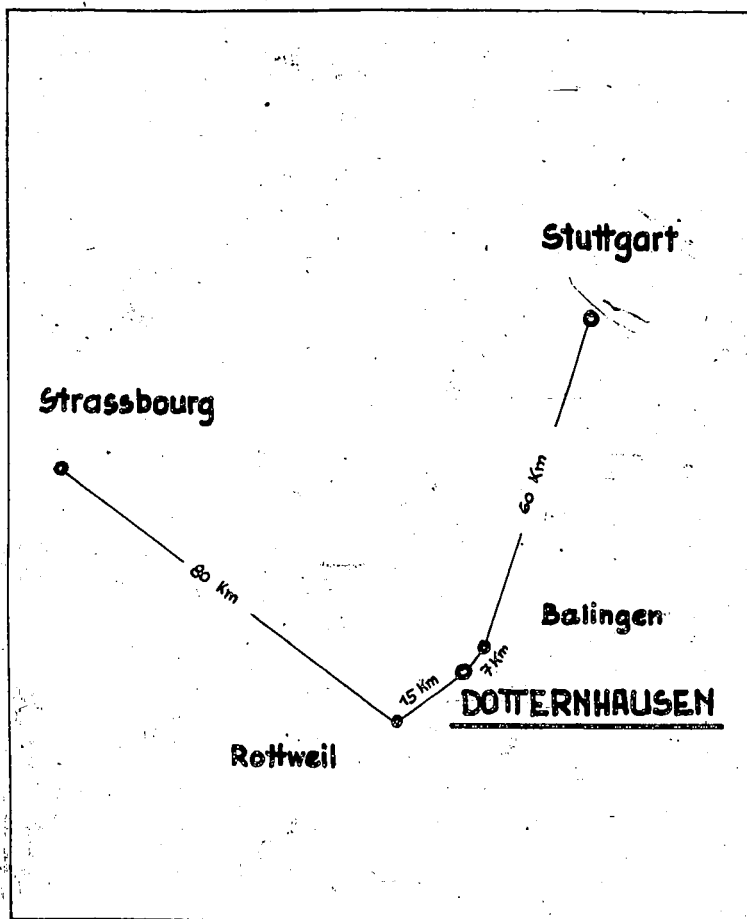 Stuttgart
Strassbourg
60 Km
80 Km
Balingen
7 Km
15 Km
DOTTERNHAUSEN
Rottweil